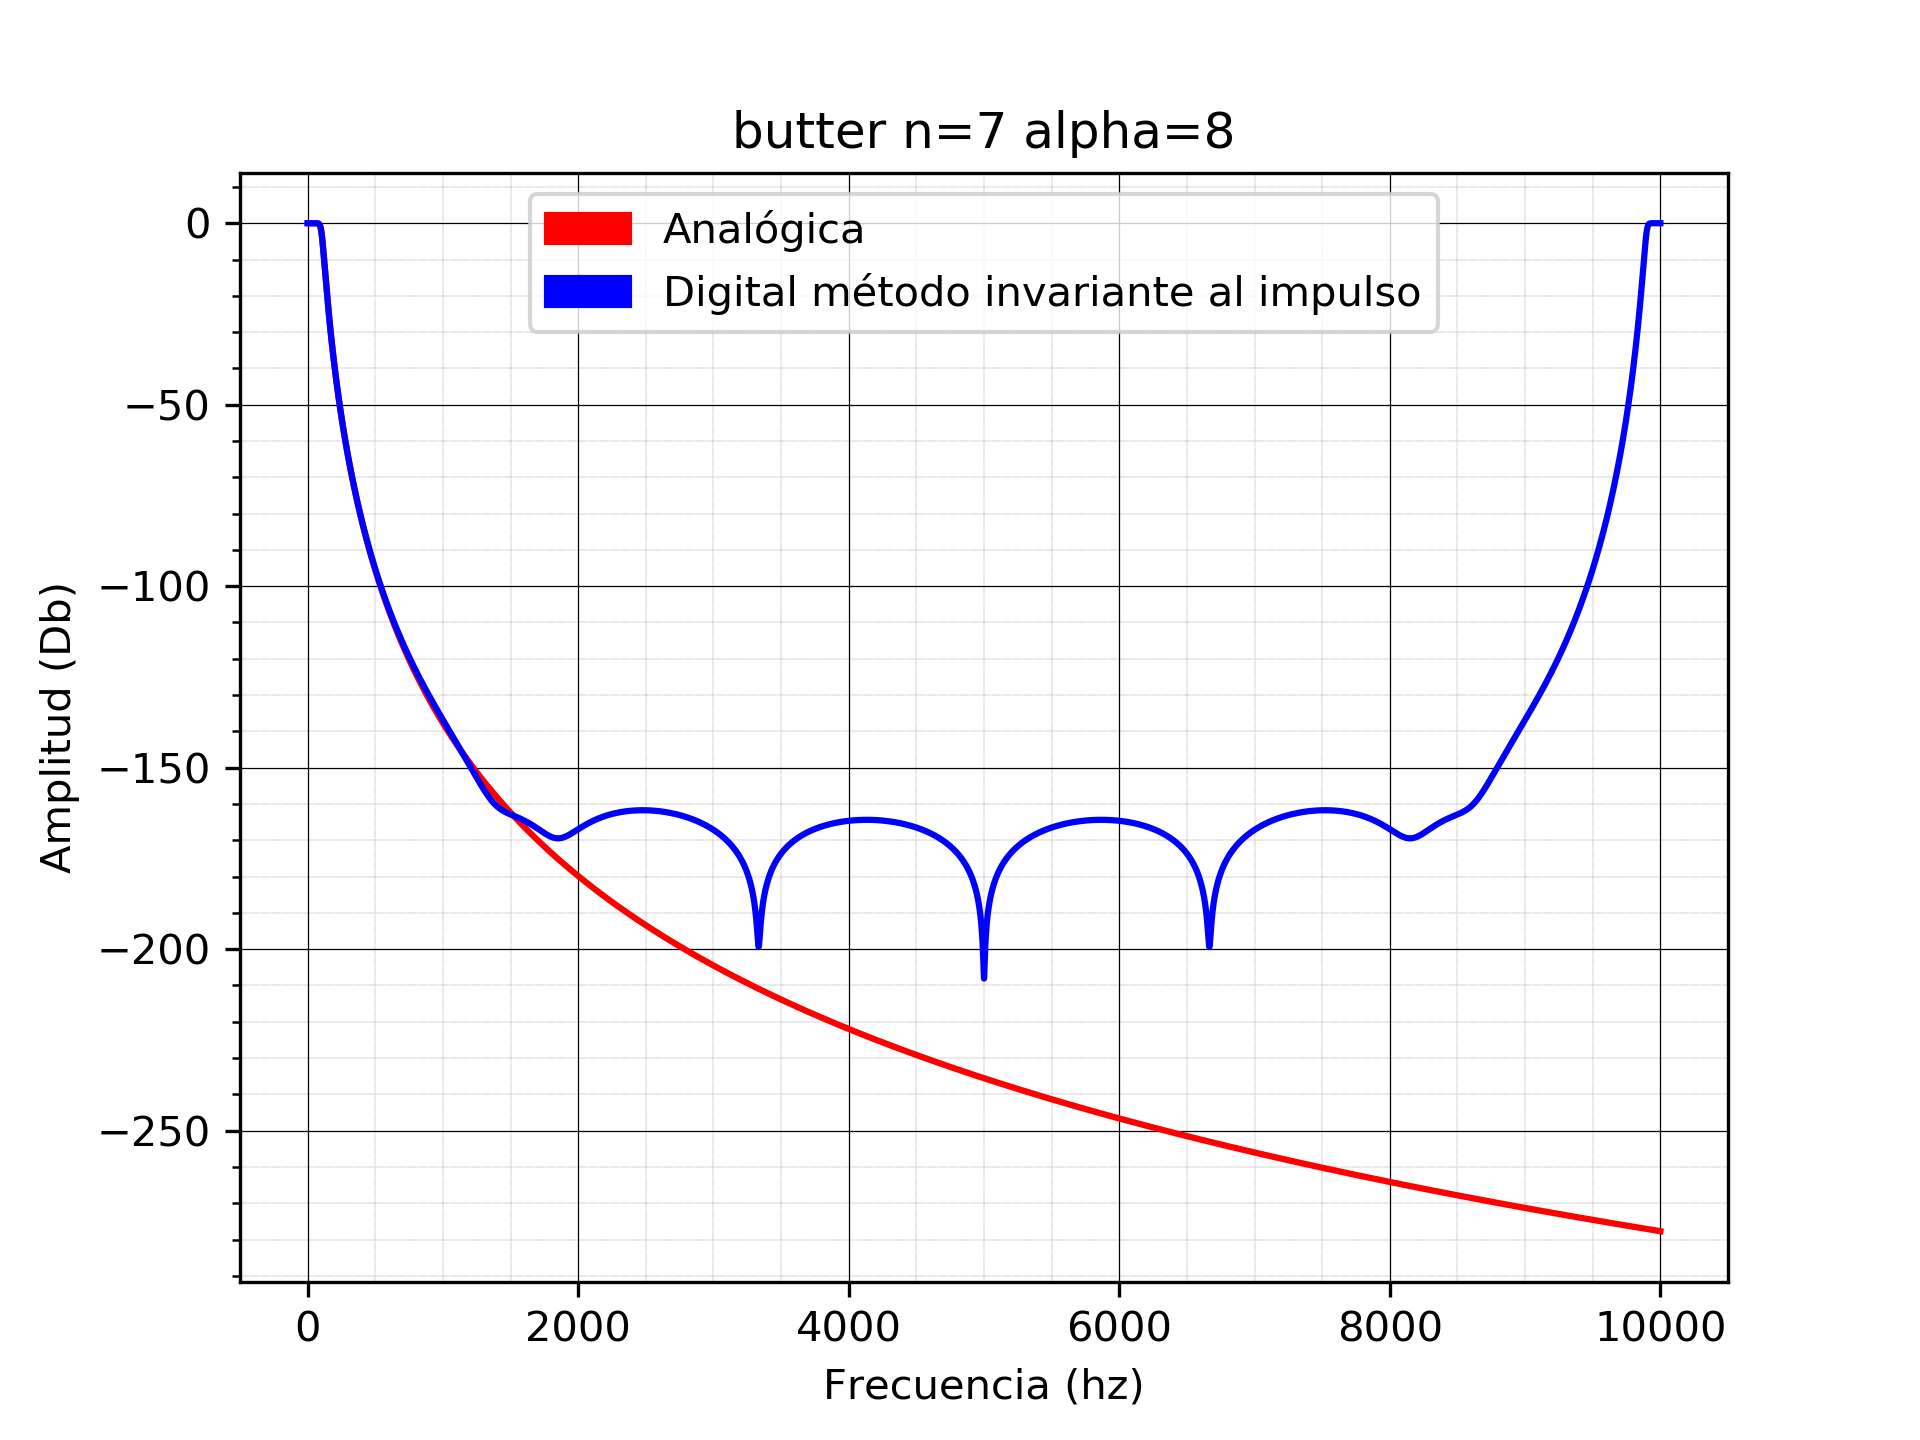 butter n=7 alpha=8
Analógica
Digital método invariante al impulso
Amplitud (Db)
0
−50
−100
−150
−200
−250
0 2000 4000 6000 8000 10000
Frecuencia (hz)